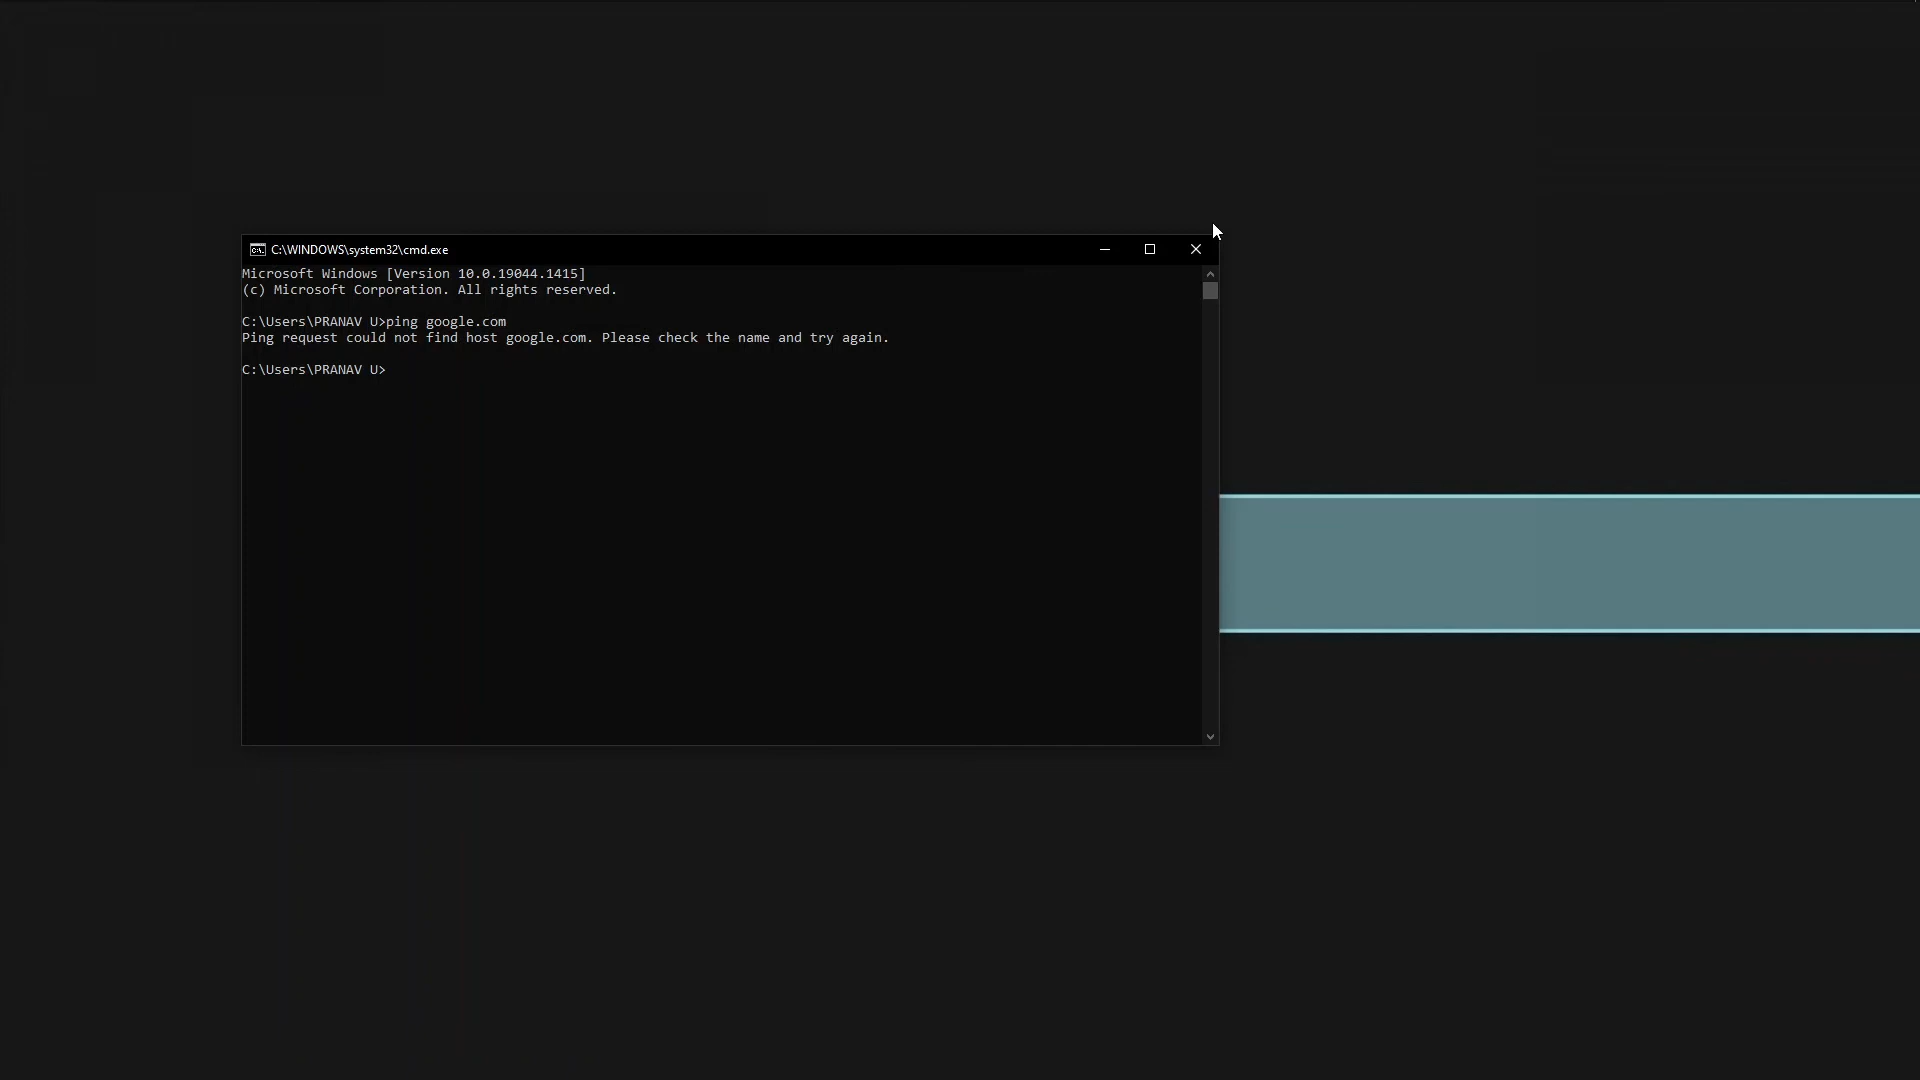 C:\WINDOWS\system32\cmd.exe
Microsoft Windows [Version 10.0.19044.1415]
(c) Microsoft Corporation. All rights reserved.
C:\Users\PRANAV U>ping google.com
Ping request could not find host google.com. Please check the name and try again.
C:\Users\PRANAV U>